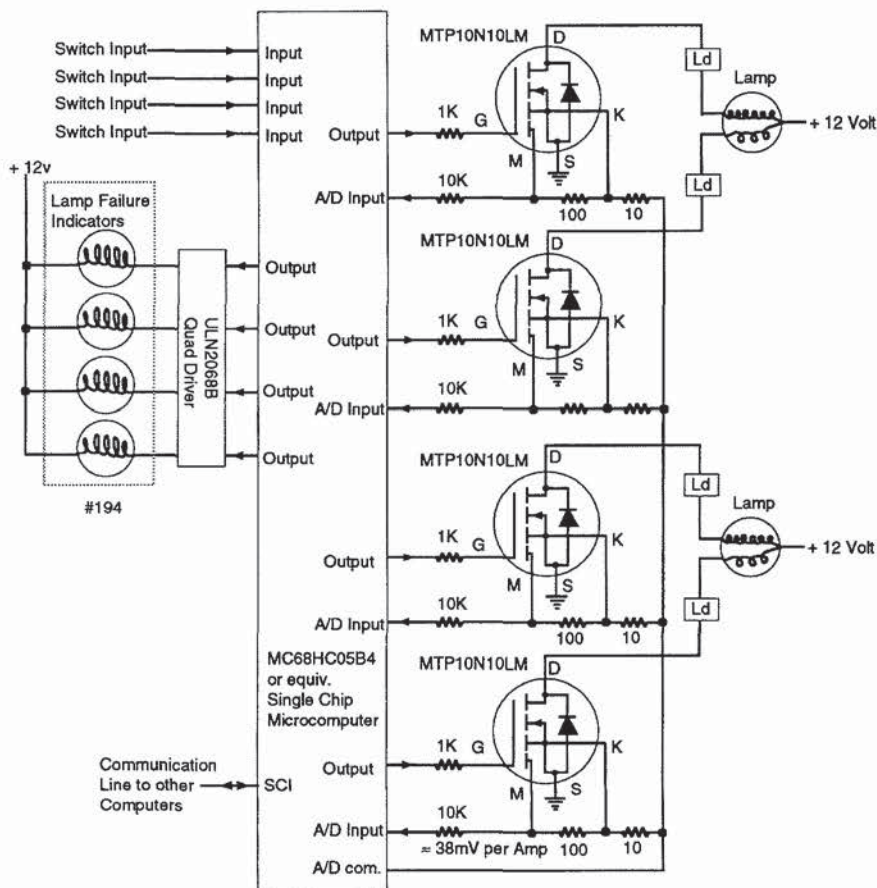 MTP10N10LM
D
Switch Input
Input
Ld
Lamp
Switch Input
Input
Switch Input
Input
1K
G
K
+ 12 Volt
Switch Input
Input
Output
M
S
+ 12v
10K
Lamp Failure
Indicators
A/D Input
Ld
100
10
MTP10N10LM
D
Output
ULN2068B
Quad Driver
1K
G
K
Output
Output
M
S
10K
Output
A/D Input
MTP10N10LM
D
Output
Ld
Lamp
#194
1K
G
K
+ 12 Volt
Output
M
S
10K
Ld
A/D Input
100
10
MC68HC05B4
or equiv.
Single Chip
Microcomputer
MTP10N10LM
D
1K
G
K
Communication
Line to other
Computers
Output
SCI
M
S
10K
A/D Input
≈ 38mV per Amp
100
10
A/D com.